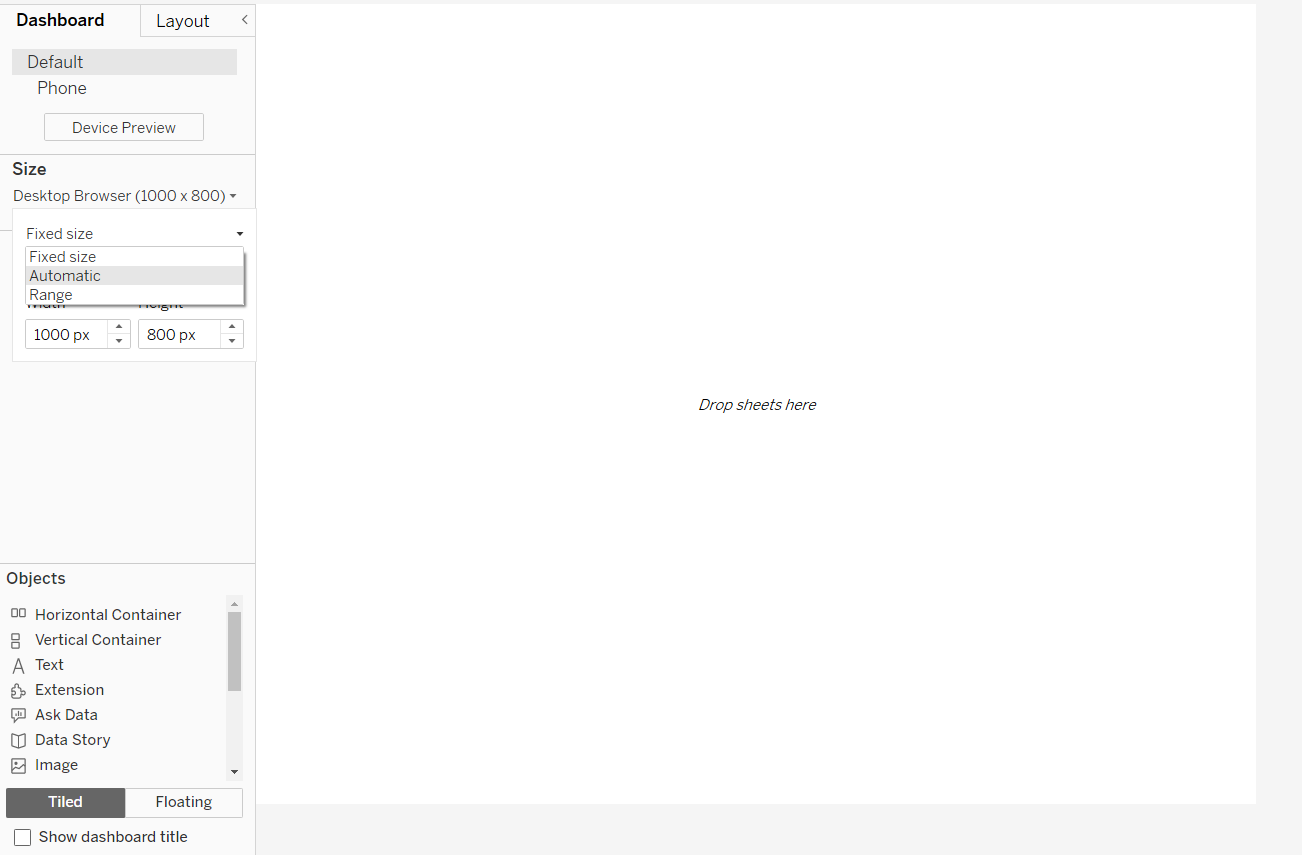 Dashboard
Layout
Default
Phone
Device Preview
Size
Desktop Browser (1000 x 800)
Fixed size
Fixed size
Automatic
Range
Width Height
1000 px 800 px
Drop sheets here
Objects
Horizontal Container
Vertical Container
Text
Extension
Ask Data
Data Story
Image
Tiled Floating
Show dashboard title